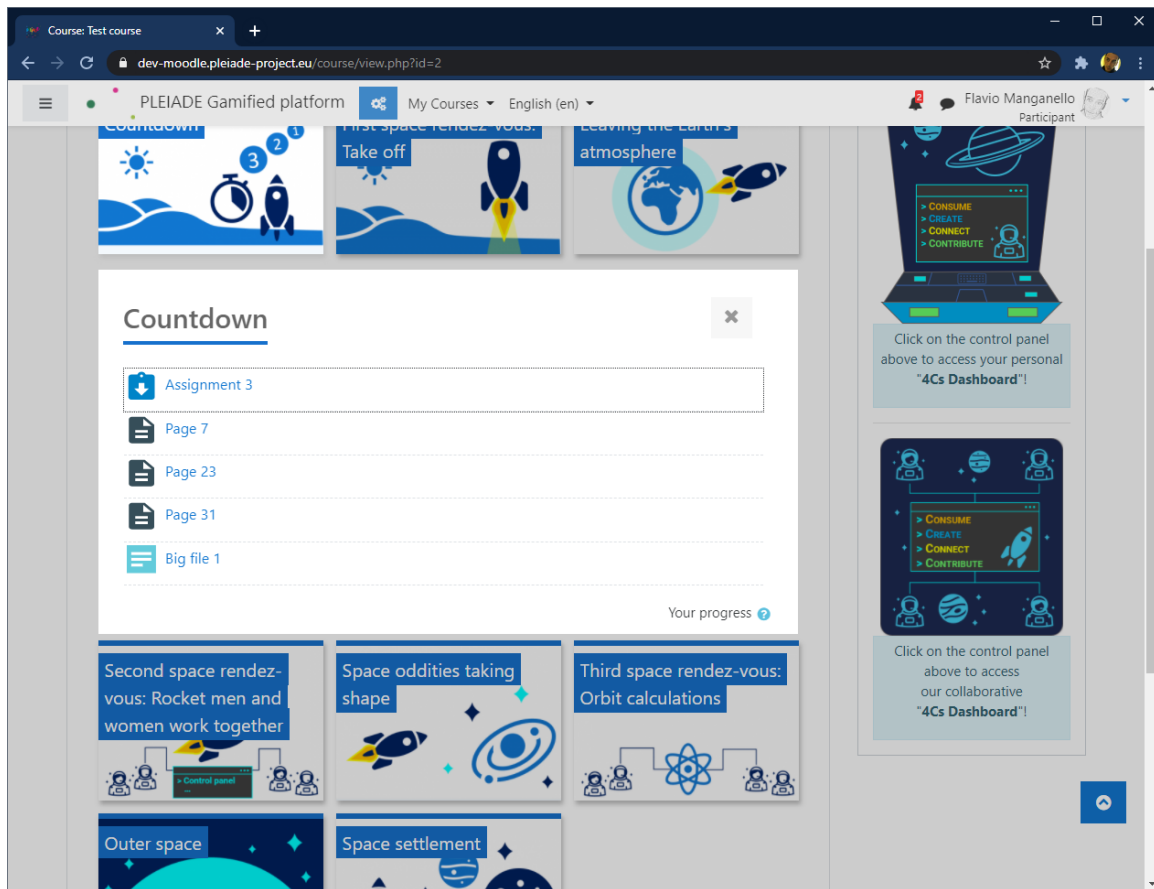 Course: Test course
dev-moodle.pleiade-project.eu/course/view.php?id=2
PLEIADE Gamified platform
My Courses
English (en)
2
Flavio Manganello
Participant
Countdown
3
2
1
First space rendez-vous:
Take off
Leaving the Earth's
atmosphere
> CONSUME
> CREATE
> CONNECT
> CONTRIBUTE
Click on the control panel
above to access your personal
"4Cs Dashboard"!
Countdown
Assignment 3
Page 7
Page 23
Page 31
Big file 1
Your progress
> CONSUME
> CREATE
> CONNECT
> CONTRIBUTE
Click on the control panel
above to access
our collaborative
"4Cs Dashboard"!
Second space rendez-
vous: Rocket men and
women work together
> Control panel
Space oddities taking
shape
Third space rendez-vous:
Orbit calculations
Outer space
Space settlement